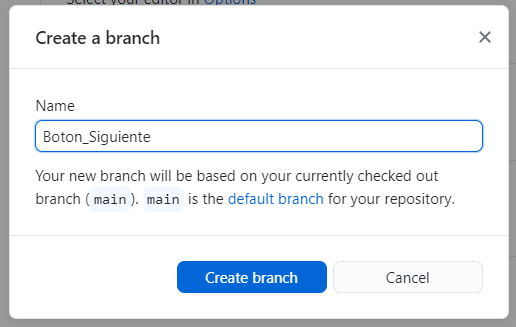 Select your editor in Options
Create a branch
Name
Boton_Siguiente
Your new branch will be based on your currently checked out
branch (main). main is the default branch for your repository.
Create branch
Cancel